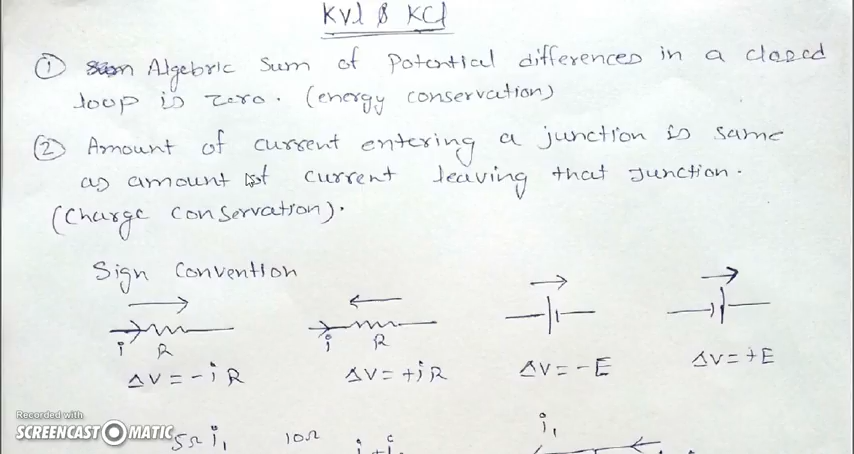 KVL & KCL
① Algebric Sum of Potential differences in a closed
loop is zero. (energy conservation)
② Amount of current entering a junction is same
as amount of current leaving that Junction.
(Charge conservation).
Sign Convention
i R i R
ΔV = -iR ΔV = +iR ΔV = -E ΔV = +E
Recorded with
SCREENCAST O MATIC
5Ω i₁ 10Ω i₁